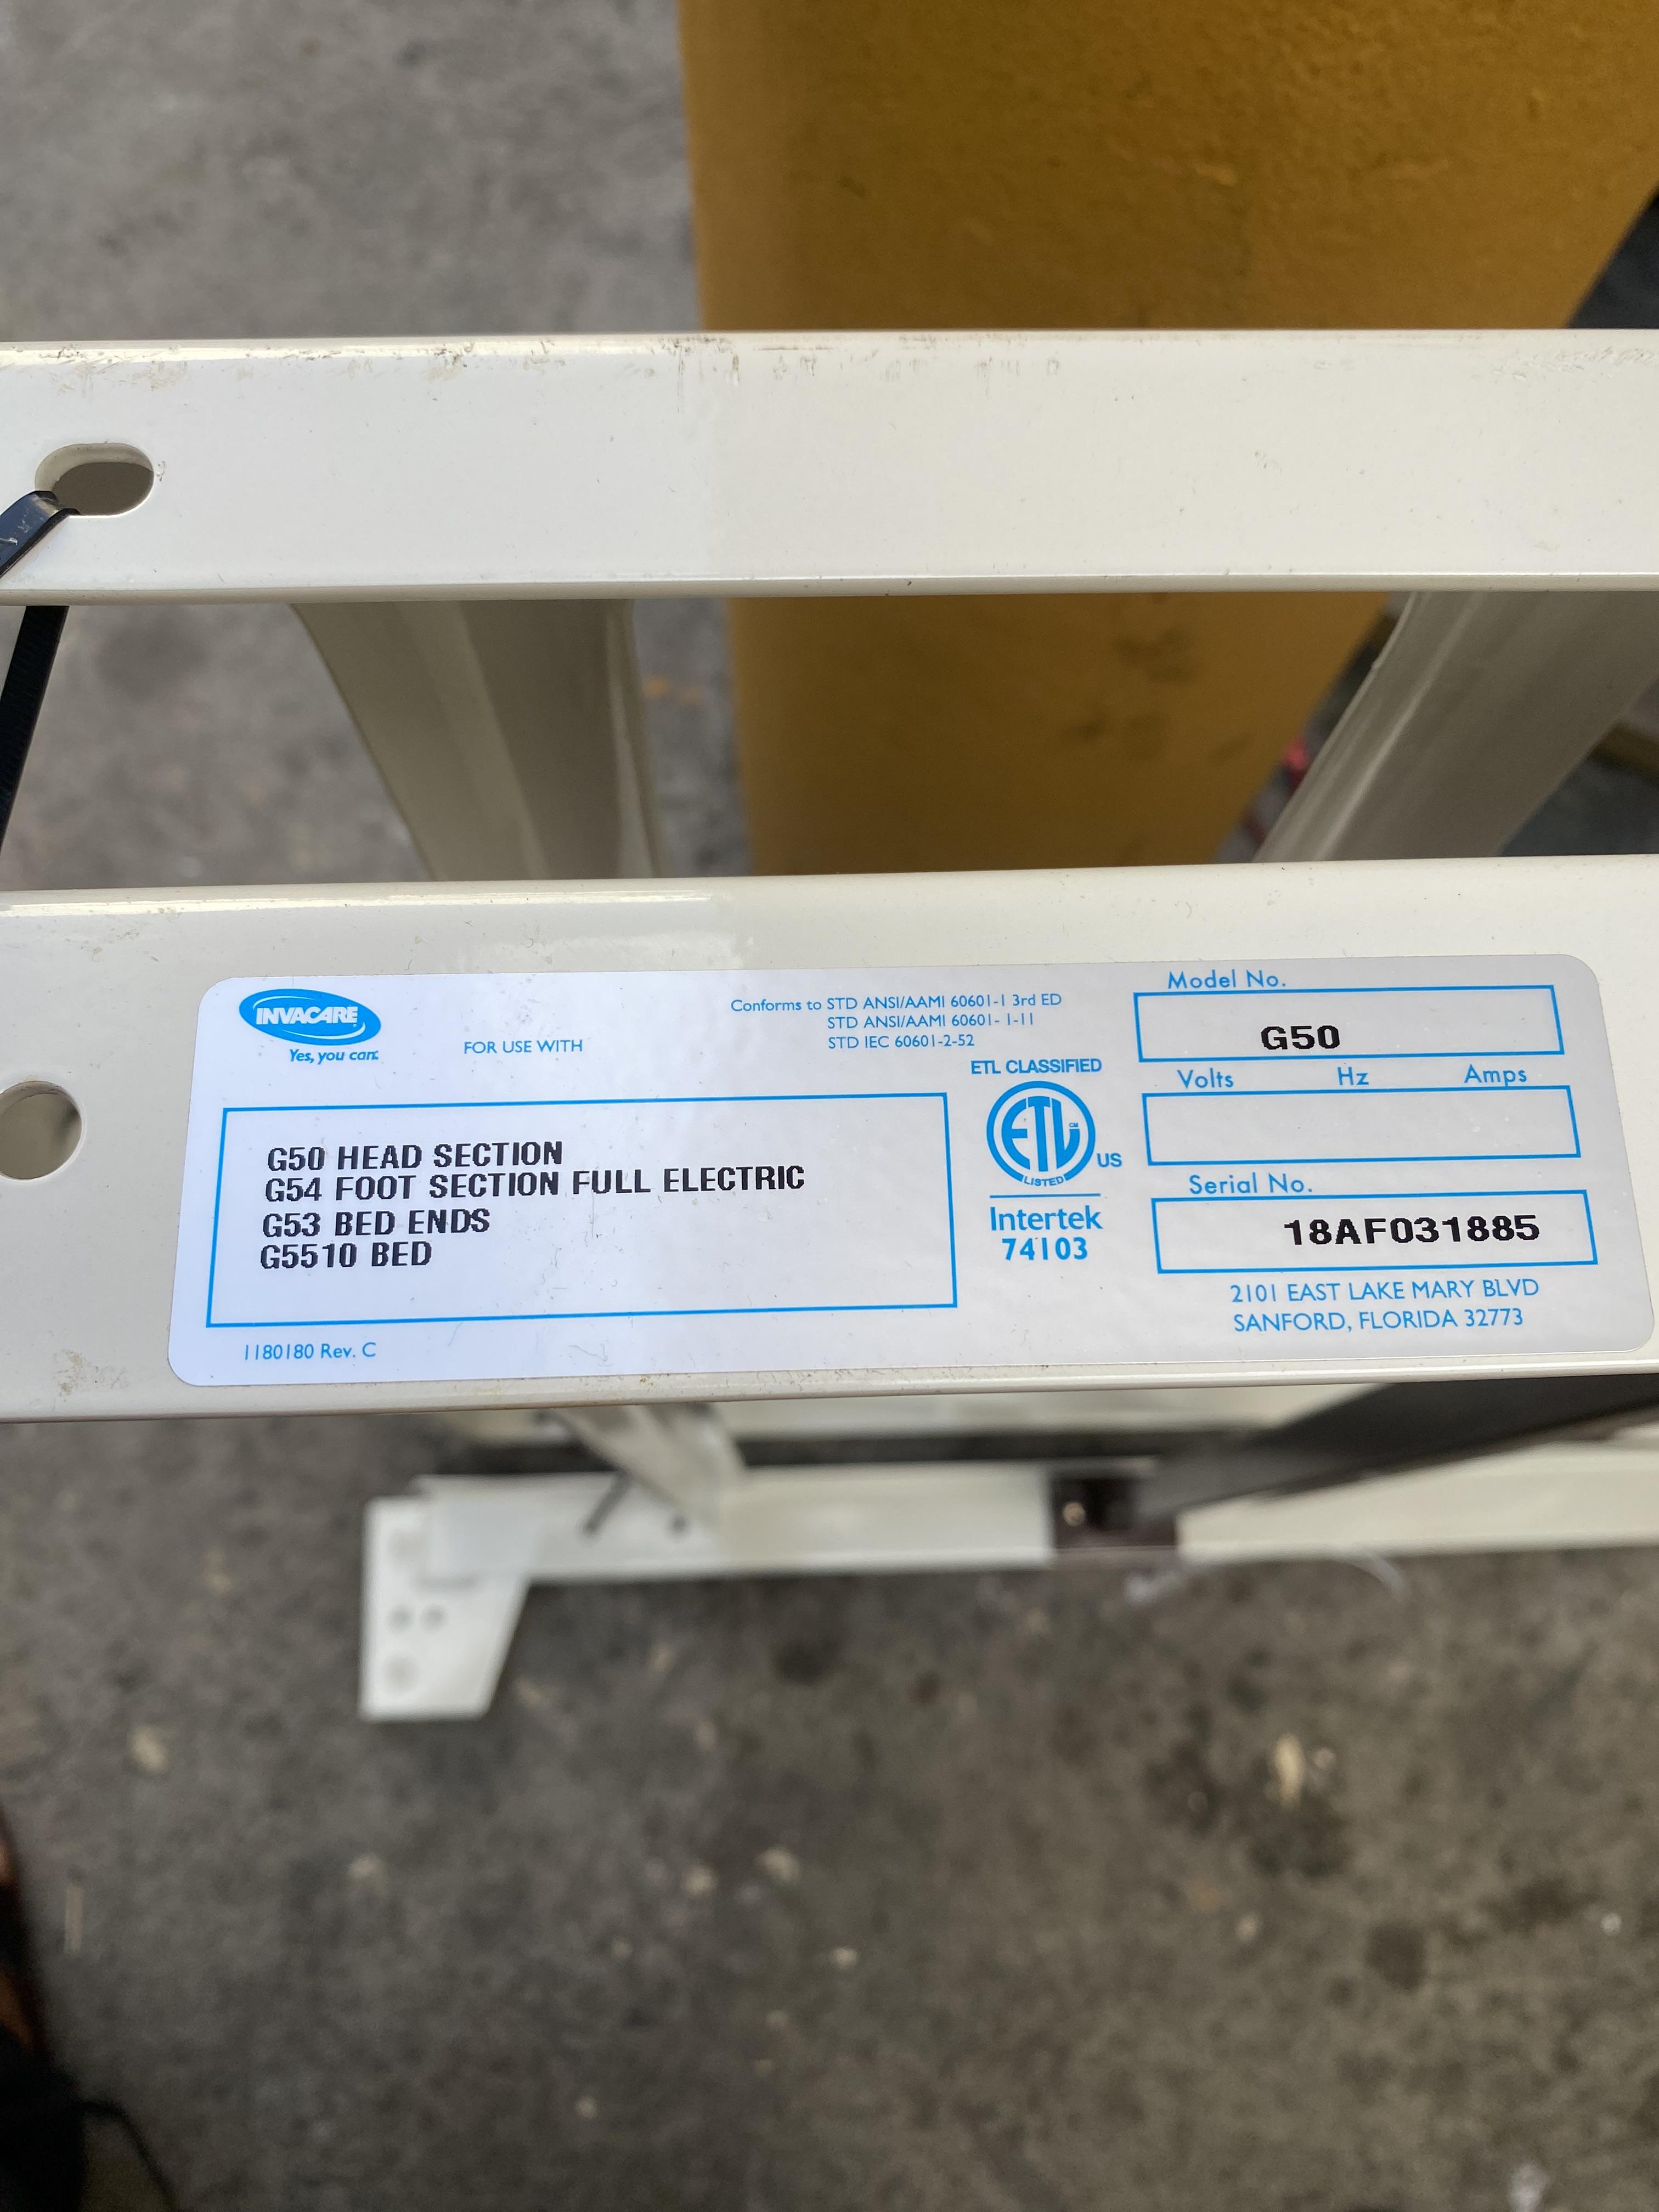 INVACARE
Yes, you can.
FOR USE WITH
Conforms to STD ANSI/AAMI 60601-1 3rd ED
STD ANSI/AAMI 60601- 1-11
STD IEC 60601-2-52
G50 HEAD SECTION
G54 FOOT SECTION FULL ELECTRIC
G53 BED ENDS
G5510 BED
1180180 Rev. C
ETL CLASSIFIED
ETL CM
LISTED
US
Intertek
74103
Model No.
G50
Volts Hz Amps
Serial No.
18AF031885
2101 EAST LAKE MARY BLVD
SANFORD, FLORIDA 32773